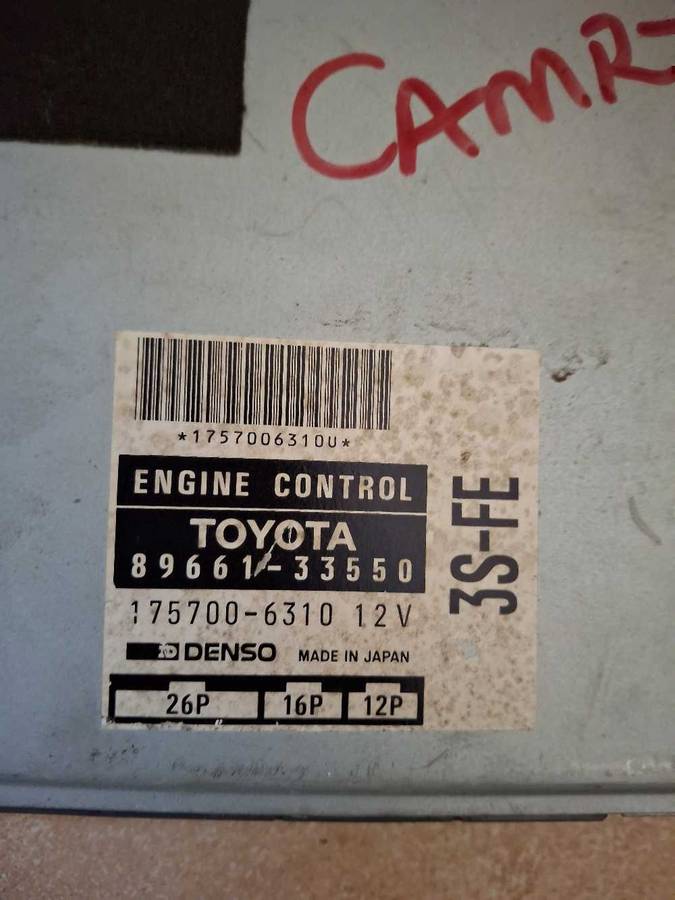 CAMR
*1757006310U*
ENGINE CONTROL
TOYOTA
89661-33550
175700-6310 12V
DENSO MADE IN JAPAN
26P 16P 12P
3S-FE